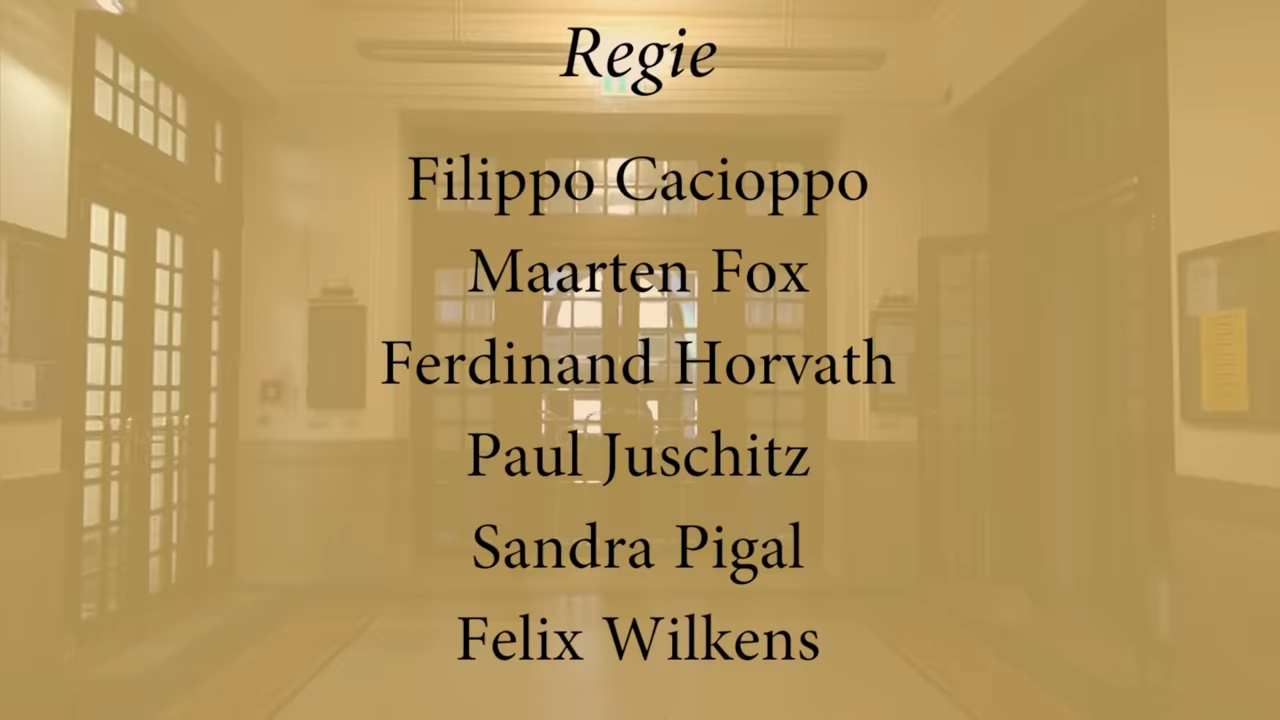 Regie
Filippo Cacioppo
Maarten Fox
Ferdinand Horvath
Paul Juschitz
Sandra Pigal
Felix Wilkens